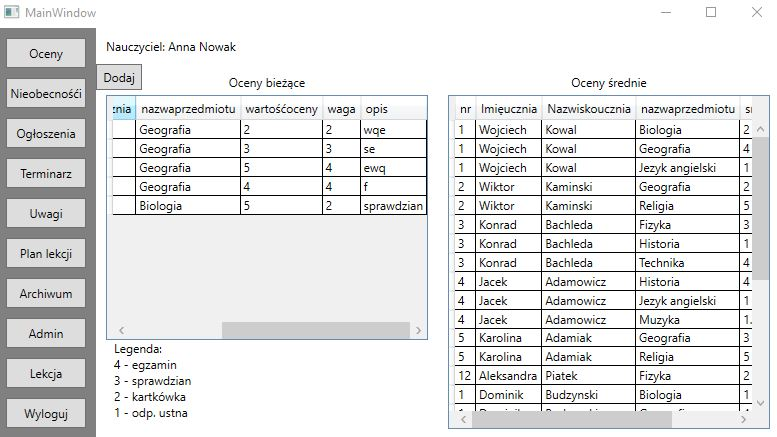 MainWindow
Oceny
Nieobecności
Ogłoszenia
Terminarz
Uwagi
Plan lekcji
Archiwum
Admin
Lekcja
Wyloguj
Nauczyciel: Anna Nowak
Dodaj
Oceny bieżące
nazwaprzedmiotu wartośćoceny waga opis
Geografia 2 2 wqe
Geografia 3 3 se
Geografia 5 4 ewq
Geografia 4 4 f
Biologia 5 2 sprawdzian
Legenda:
4 - egzamin
3 - sprawdzian
2 - kartkówka
1 - odp. ustna
Oceny średnie
nr Imięucznia Nazwiskoucznia nazwaprzedmiotu
1 Wojciech Kowal Biologia 2
1 Wojciech Kowal Geografia 4
1 Wojciech Kowal Jezyk angielski 1
2 Wiktor Kaminski Geografia 2
2 Wiktor Kaminski Religia 5
3 Konrad Bachleda Fizyka 3
3 Konrad Bachleda Historia 1
3 Konrad Bachleda Technika 4
4 Jacek Adamowicz Historia 4
4 Jacek Adamowicz Jezyk angielski 1
4 Jacek Adamowicz Muzyka 1.
5 Karolina Adamiak Geografia 3
5 Karolina Adamiak Religia 5
12 Aleksandra Piatek Fizyka 2
1 Dominik Budzynski Biologia 1